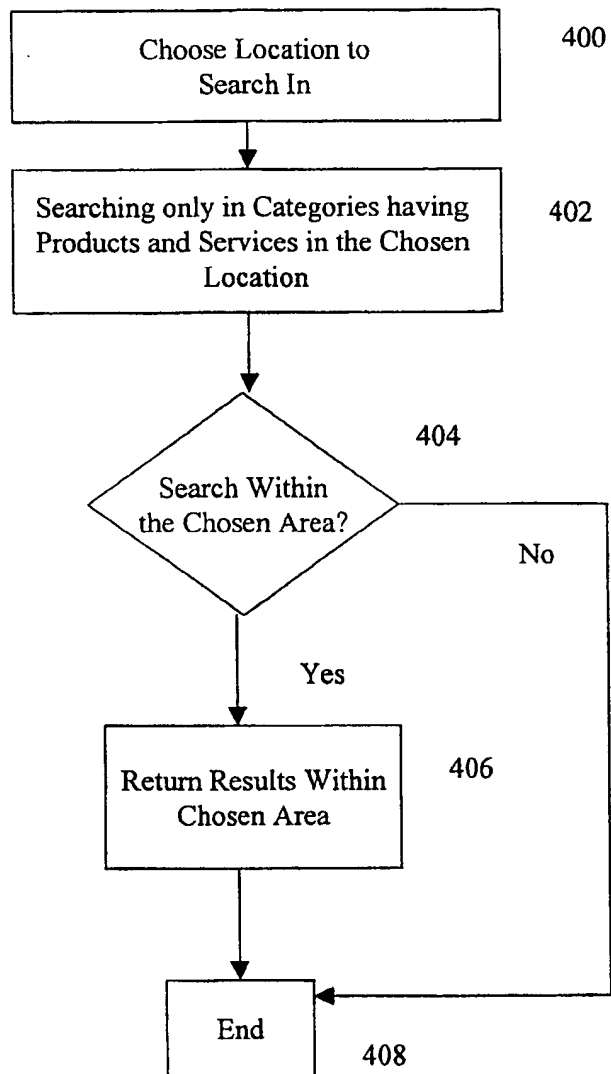 Choose Location to
Search In
400
Searching only in Categories having
Products and Services in the Chosen
Location
402
404
Search Within
the Chosen Area?
No
Yes
Return Results Within
Chosen Area
406
End
408